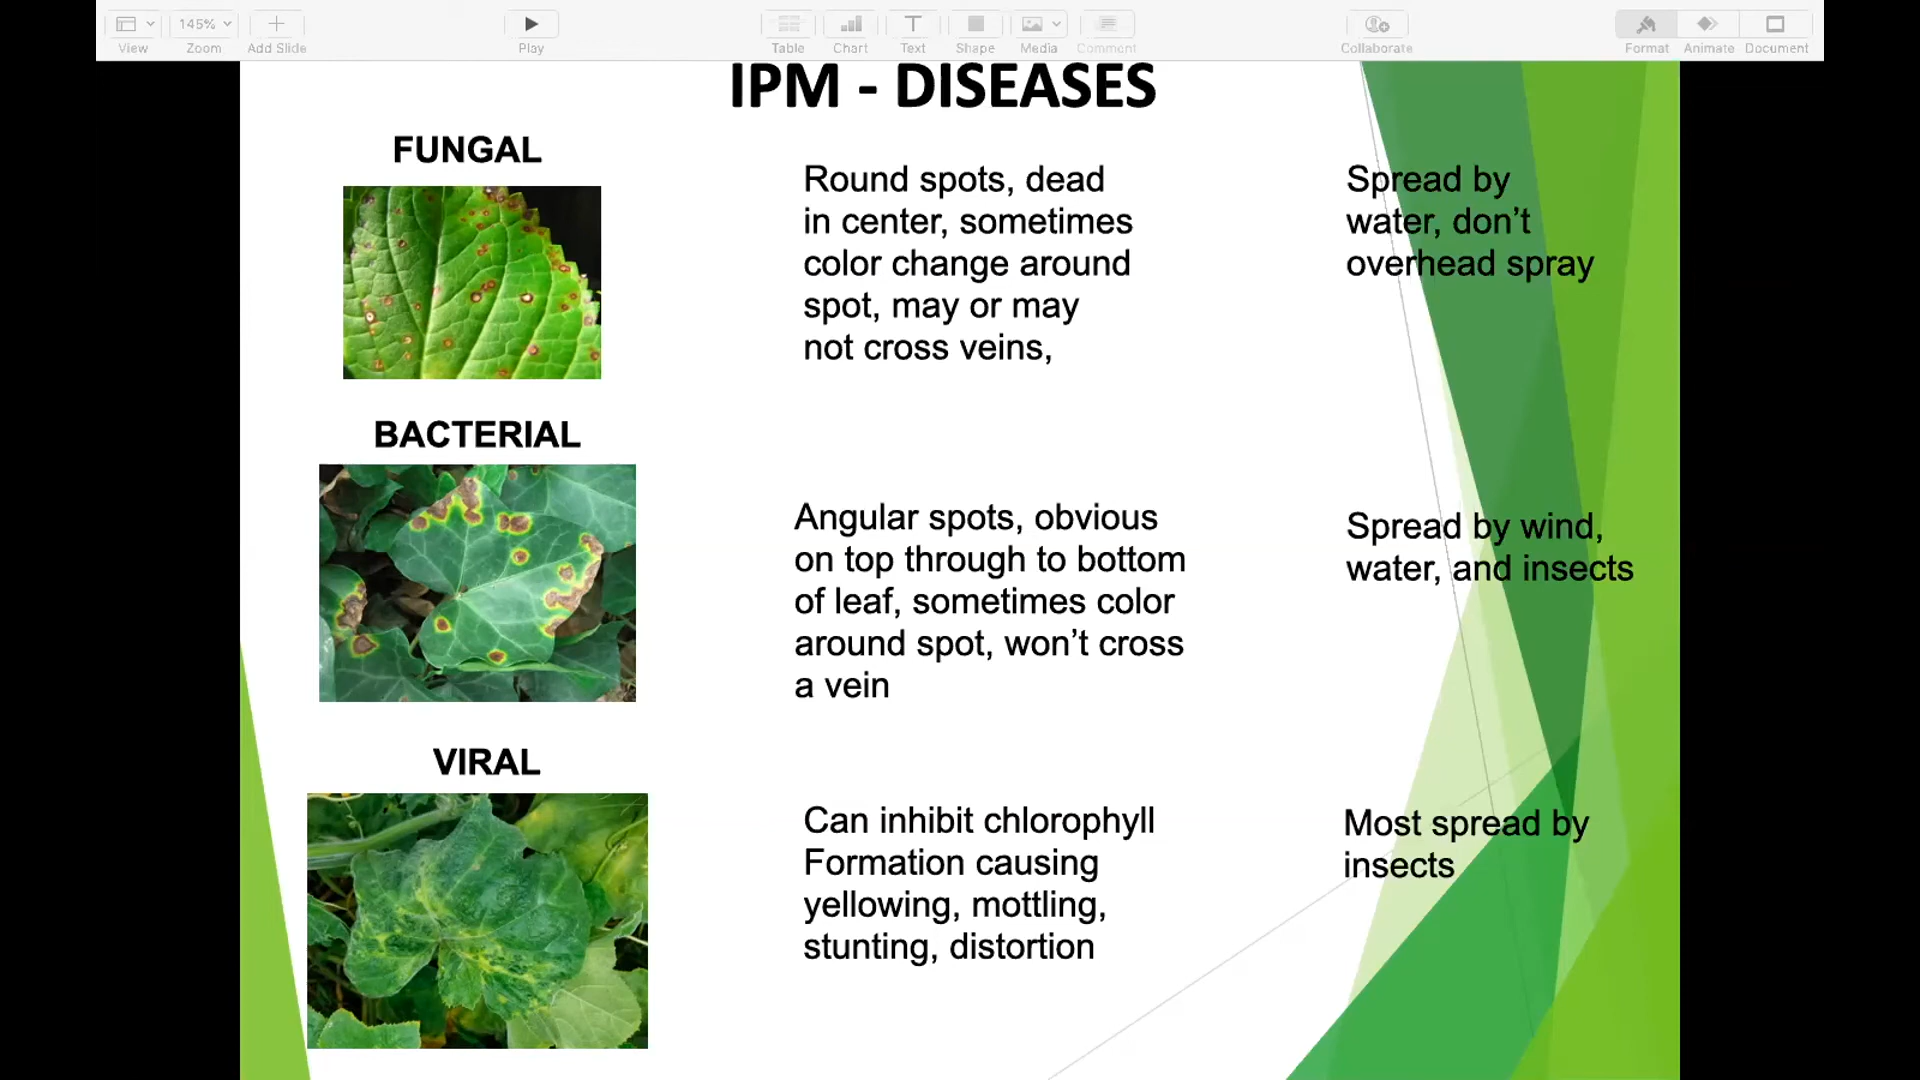 View
145%
Zoom
Add Slide
Play
Table
Chart
Text
Shape
Media
Comment
Collaborate
Format
Animate
Document
IPM - DISEASES
FUNGAL
Round spots, dead
in center, sometimes
color change around
spot, may or may
not cross veins,
Spread by
water, don’t
overhead spray
BACTERIAL
Angular spots, obvious
on top through to bottom
of leaf, sometimes color
around spot, won’t cross
a vein
Spread by wind,
water, and insects
VIRAL
Can inhibit chlorophyll
Formation causing
yellowing, mottling,
stunting, distortion
Most spread by
insects